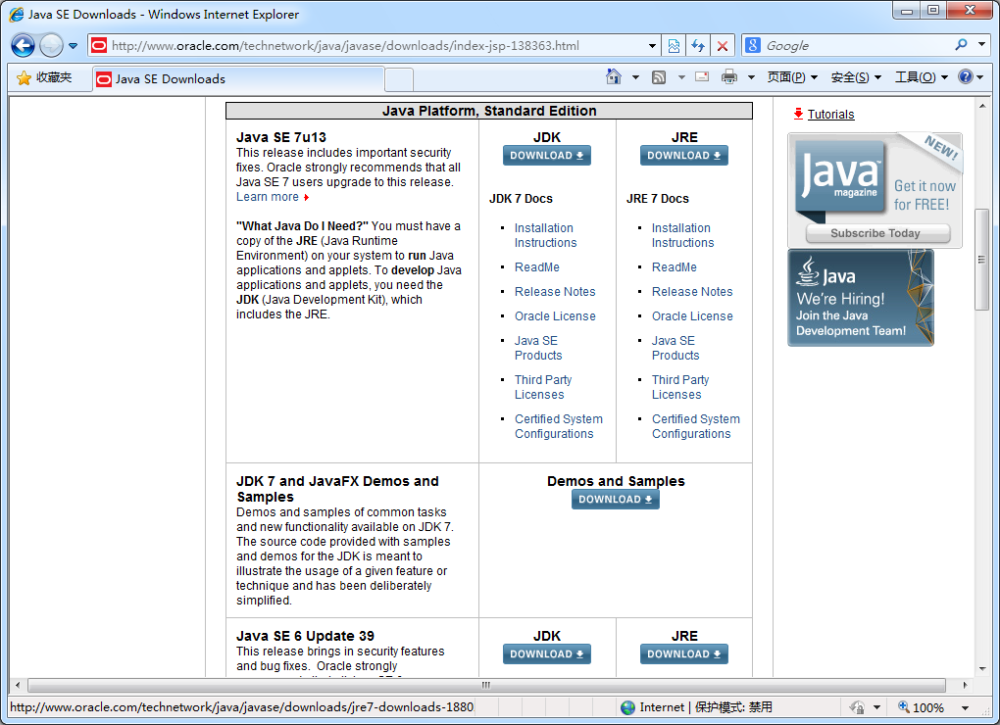 Java SE Downloads - Windows Internet Explorer
http://www.oracle.com/technetwork/java/javase/downloads/index-jsp-138363.html
Google
收藏夹
Java SE Downloads
页面(P)
安全(S)
工具(O)
Java Platform, Standard Edition
Java SE 7u13
This release includes important security
fixes. Oracle strongly recommends that all
Java SE 7 users upgrade to this release.
Learn more
"What Java Do I Need?" You must have a
copy of the JRE (Java Runtime
Environment) on your system to run Java
applications and applets. To develop Java
applications and applets, you need the
JDK (Java Development Kit), which
includes the JRE.
JDK
DOWNLOAD
JDK 7 Docs
Installation
Instructions
ReadMe
Release Notes
Oracle License
Java SE
Products
Third Party
Licenses
Certified System
Configurations
JRE
DOWNLOAD
JRE 7 Docs
Installation
Instructions
ReadMe
Release Notes
Oracle License
Java SE
Products
Third Party
Licenses
Certified System
Configurations
JDK 7 and JavaFX Demos and
Samples
Demos and samples of common tasks
and new functionality available on JDK 7.
The source code provided with samples
and demos for the JDK is meant to
illustrate the usage of a given feature or
technique and has been deliberately
simplified.
Demos and Samples
DOWNLOAD
Java SE 6 Update 39
This release brings in security features
and bug fixes. Oracle strongly
JDK
DOWNLOAD
JRE
DOWNLOAD
Tutorials
NEW!
Java
magazine
Get it now
for FREE!
Subscribe Today
Java
We're Hiring!
Join the Java
Development Team!
http://www.oracle.com/technetwork/java/javase/downloads/jre7-downloads-1880
Internet | 保护模式: 禁用
100%